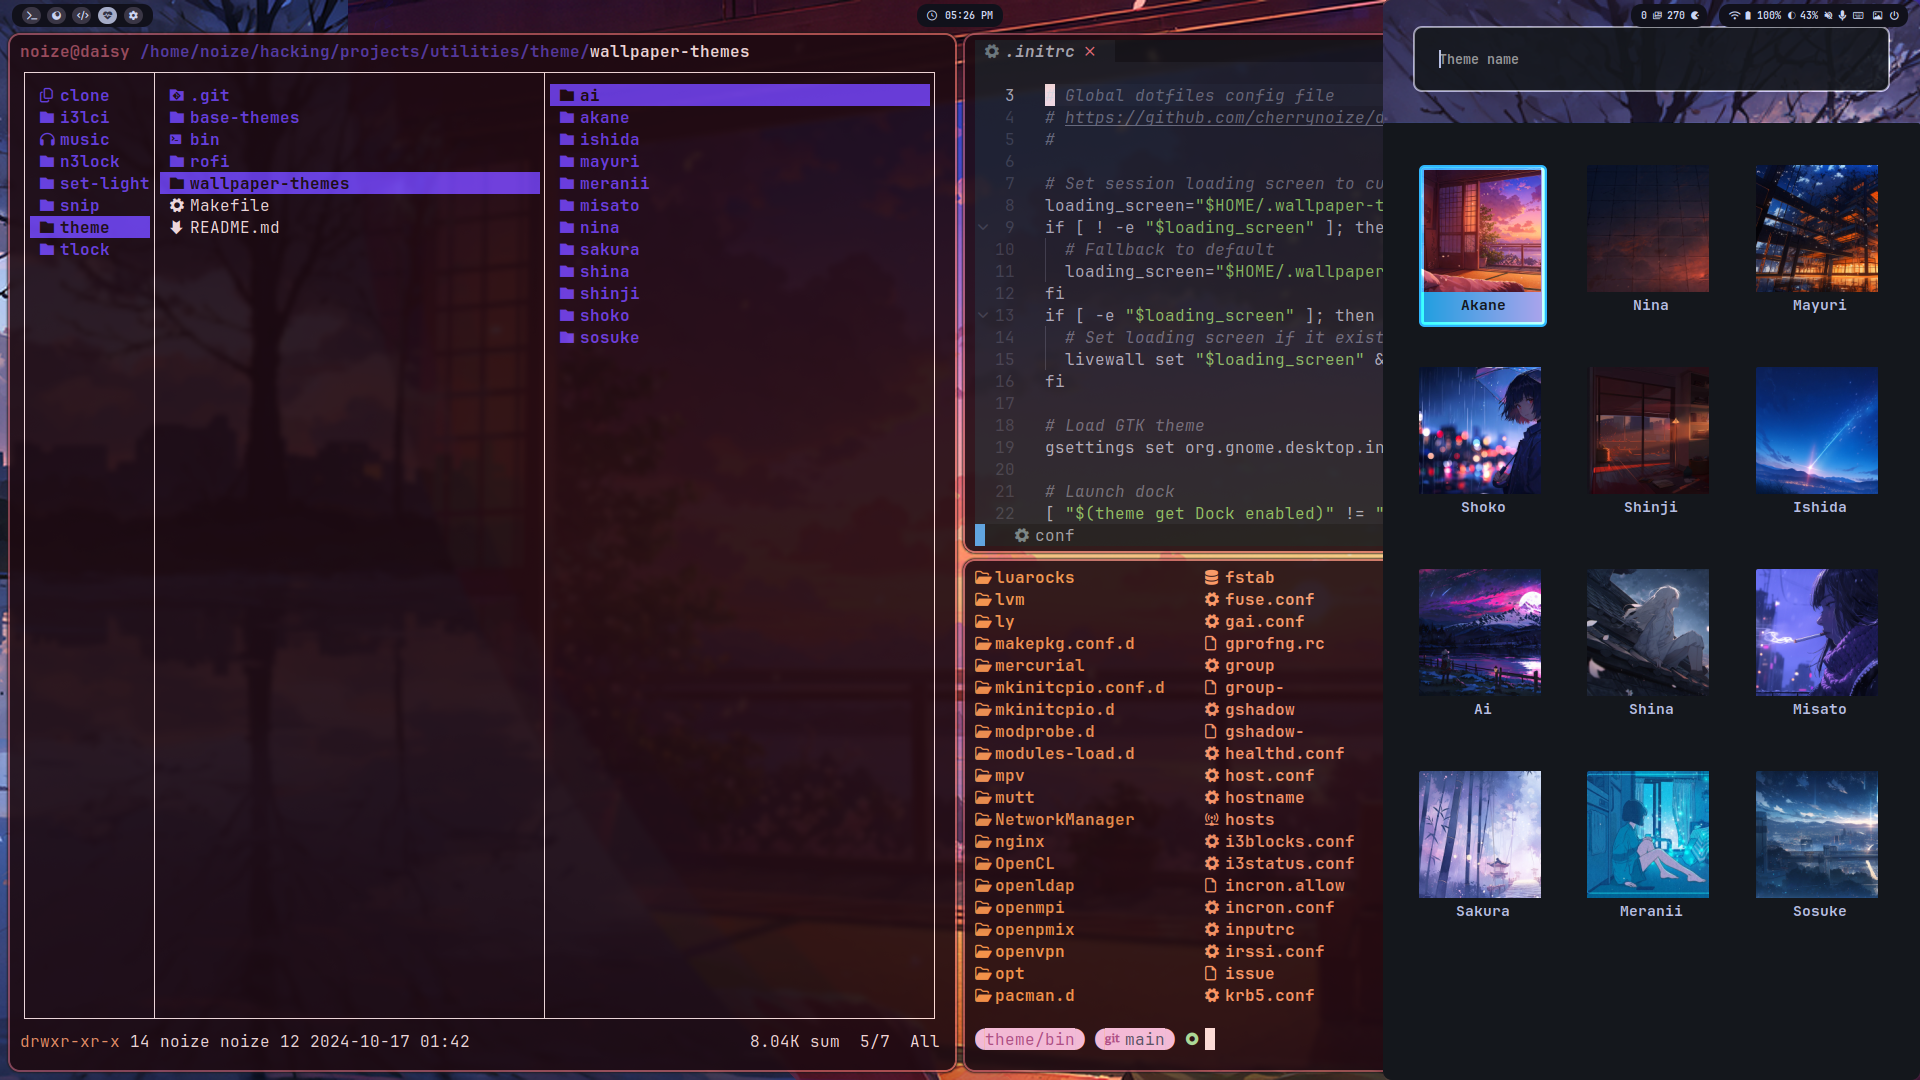 05:26 PM
0 270 100% 43%
noize@daisy /home/noize/hacking/projects/utilities/theme/wallpaper-themes
clone
i3lci
music
n3lock
set-light
snip
theme
tlock
.git
base-themes
bin
rofi
wallpaper-themes
Makefile
README.md
ai
akane
ishida
mayuri
meranii
misato
nina
sakura
shina
shinji
shoko
sosuke
drwxr-xr-x 14 noize noize 12 2024-10-17 01:42 8.04K sum 5/7 All
.initrc
3 Global dotfiles config file
4 # https://github.com/cherrynoize/d
5 #
6
7 # Set session loading screen to cu
8 loading_screen="$HOME/.wallpaper-t
9 if [ ! -e "$loading_screen" ]; the
10 # Fallback to default
11 loading_screen="$HOME/.wallpaper
12 fi
13 if [ -e "$loading_screen" ]; then
14 # Set loading screen if it exist
15 livewall set "$loading_screen" &
16 fi
17
18 # Load GTK theme
19 gsettings set org.gnome.desktop.in
20
21 # Launch dock
22 [ "$(theme get Dock enabled)" != "
conf
luarocks
lvm
ly
makepkg.conf.d
mercurial
mkinitcpio.conf.d
mkinitcpio.d
modprobe.d
modules-load.d
mpv
mutt
NetworkManager
nginx
OpenCL
openldap
openmpi
openpmix
openvpn
opt
pacman.d
fstab
fuse.conf
gai.conf
gprofng.rc
group
group-
gshadow
gshadow-
healthd.conf
host.conf
hostname
hosts
i3blocks.conf
i3status.conf
incron.allow
incron.conf
inputrc
irssi.conf
issue
krb5.conf
theme/bin git main
Theme name
Akane
Nina
Mayuri
Shoko
Shinji
Ishida
Ai
Shina
Misato
Sakura
Meranii
Sosuke